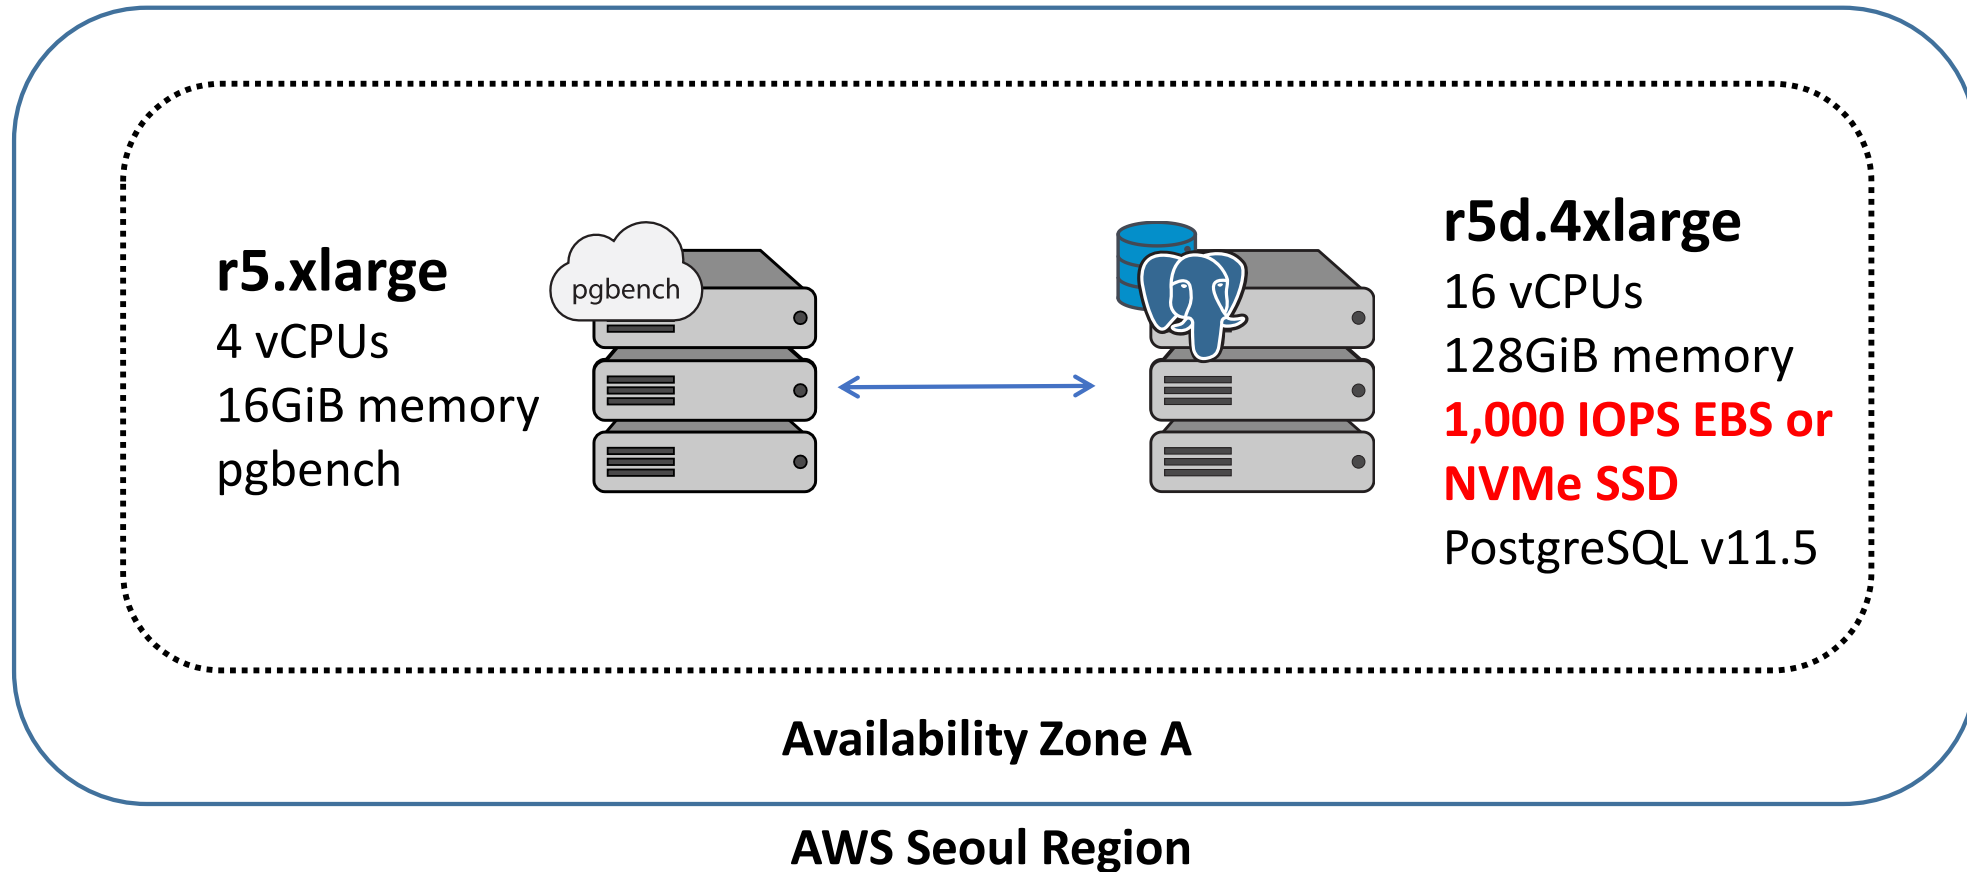 r5.xlarge
4 vCPUs
16GiB memory
pgbench
pgbench
r5d.4xlarge
16 vCPUs
128GiB memory
1,000 IOPS EBS or
NVMe SSD
PostgreSQL v11.5
Availability Zone A
AWS Seoul Region